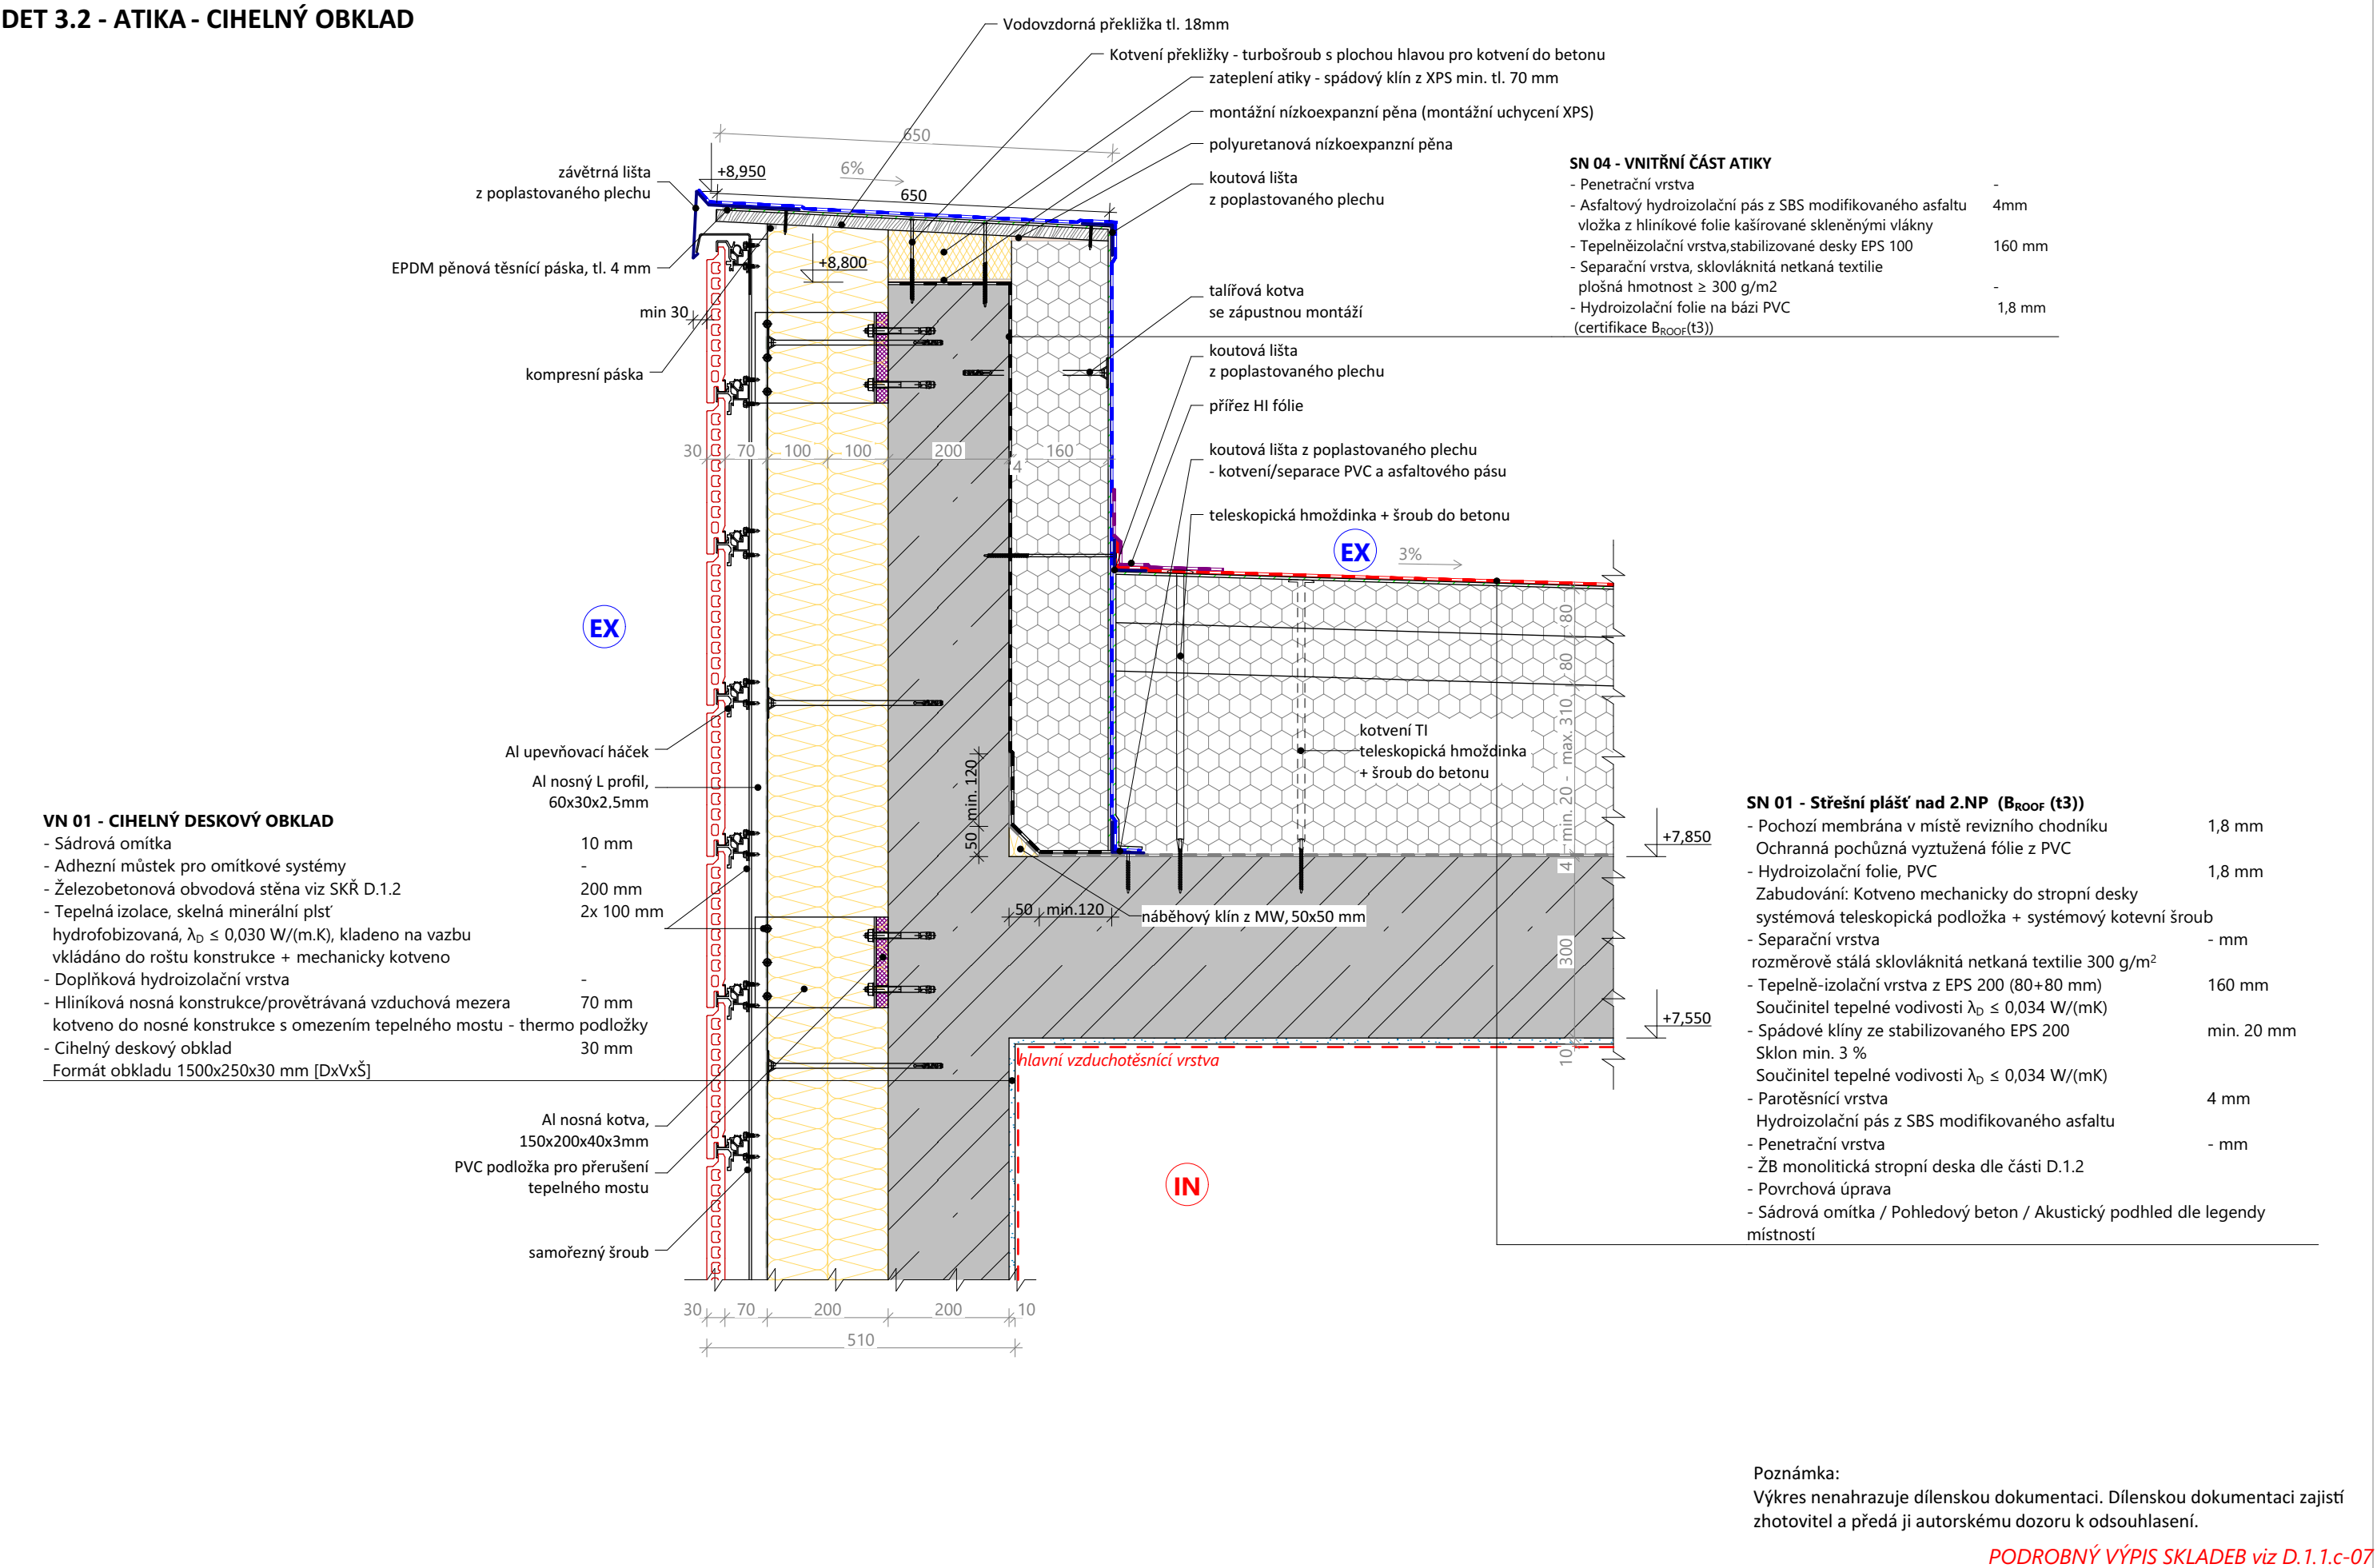 DET 3.2 - ATIKA - CIHELNÝ OBKLAD
Vodovzdorná překližka tl. 18mm
Kotvení překližky - turbošroub s plochou hlavou pro kotvení do betonu
zateplení atiky - spádový klín z XPS min. tl. 70 mm
montážní nízkoexpanzní pěna (montážní uchycení XPS)
polyuretanová nízkoexpanzní pěna
koutová lišta
z poplastovaného plechu
talířová kotva
se zápustnou montáží
koutová lišta
z poplastovaného plechu
přířez HI fólie
koutová lišta z poplastovaného plechu
- kotvení/separace PVC a asfaltového pásu
teleskopická hmoždinka + šroub do betonu
závětrná lišta
z poplastovaného plechu
EPDM pěnová těsnící páska, tl. 4 mm
min 30
kompresní páska
650
+8,950
6%
650
+8,800
30
70
100
100
200
4
160
SN 04 - VNITŘNÍ ČÁST ATIKY
- Penetrační vrstva -
- Asfaltový hydroizolační pás z SBS modifikovaného asfaltu 4mm
vložka z hliníkové folie kašírované skleněnými vlákny
- Tepelněizolační vrstva,stabilizované desky EPS 100 160 mm
- Separační vrstva, sklovláknitá netkaná textilie
plošná hmotnost ≥ 300 g/m2 -
- Hydroizolační folie na bázi PVC 1,8 mm
(certifikace BROOF(t3))
EX
EX
3%
80
80
min. 20 - max. 310
4
300
10
kotvení TI
teleskopická hmoždinka
+ šroub do betonu
+7,850
+7,550
50
min. 120
50
min.120
náběhový klín z MW, 50x50 mm
hlavní vzduchotěsnící vrstva
IN
Al upevňovací háček
Al nosný L profil,
60x30x2,5mm
VN 01 - CIHELNÝ DESKOVÝ OBKLAD
- Sádrová omítka 10 mm
- Adhezní můstek pro omítkové systémy -
- Železobetonová obvodová stěna viz SKŘ D.1.2 200 mm
- Tepelná izolace, skelná minerální plsť 2x 100 mm
hydrofobizovaná, λD ≤ 0,030 W/(m.K), kladeno na vazbu
vkládáno do roštu konstrukce + mechanicky kotveno
- Doplňková hydroizolační vrstva -
- Hliníková nosná konstrukce/provětrávaná vzduchová mezera 70 mm
kotveno do nosné konstrukce s omezením tepelného mostu - thermo podložky
- Cihelný deskový obklad 30 mm
Formát obkladu 1500x250x30 mm [DxVxŠ]
Al nosná kotva,
150x200x40x3mm
PVC podložka pro přerušení
tepelného mostu
samořezný šroub
30
70
200
200
10
510
SN 01 - Střešní plášť nad 2.NP (BROOF (t3))
- Pochozí membrána v místě revizního chodníku 1,8 mm
Ochranná pochůzná vyztužená fólie z PVC
- Hydroizolační folie, PVC 1,8 mm
Zabudování: Kotveno mechanicky do stropní desky
systémová teleskopická podložka + systémový kotevní šroub
- Separační vrstva - mm
rozměrově stálá sklovláknitá netkaná textilie 300 g/m²
- Tepelně-izolační vrstva z EPS 200 (80+80 mm) 160 mm
Součinitel tepelné vodivosti λD ≤ 0,034 W/(mK)
- Spádové klíny ze stabilizovaného EPS 200 min. 20 mm
Sklon min. 3 %
Součinitel tepelné vodivosti λD ≤ 0,034 W/(mK)
- Parotěsnící vrstva 4 mm
Hydroizolační pás z SBS modifikovaného asfaltu
- Penetrační vrstva - mm
- ŽB monolitická stropní deska dle části D.1.2
- Povrchová úprava
- Sádrová omítka / Pohledový beton / Akustický podhled dle legendy
místností
Poznámka:
Výkres nenahrazuje dílenskou dokumentaci. Dílenskou dokumentaci zajistí
zhotovitel a předá ji autorskému dozoru k odsouhlasení.
PODROBNÝ VÝPIS SKLADEB viz D.1.1.c-07